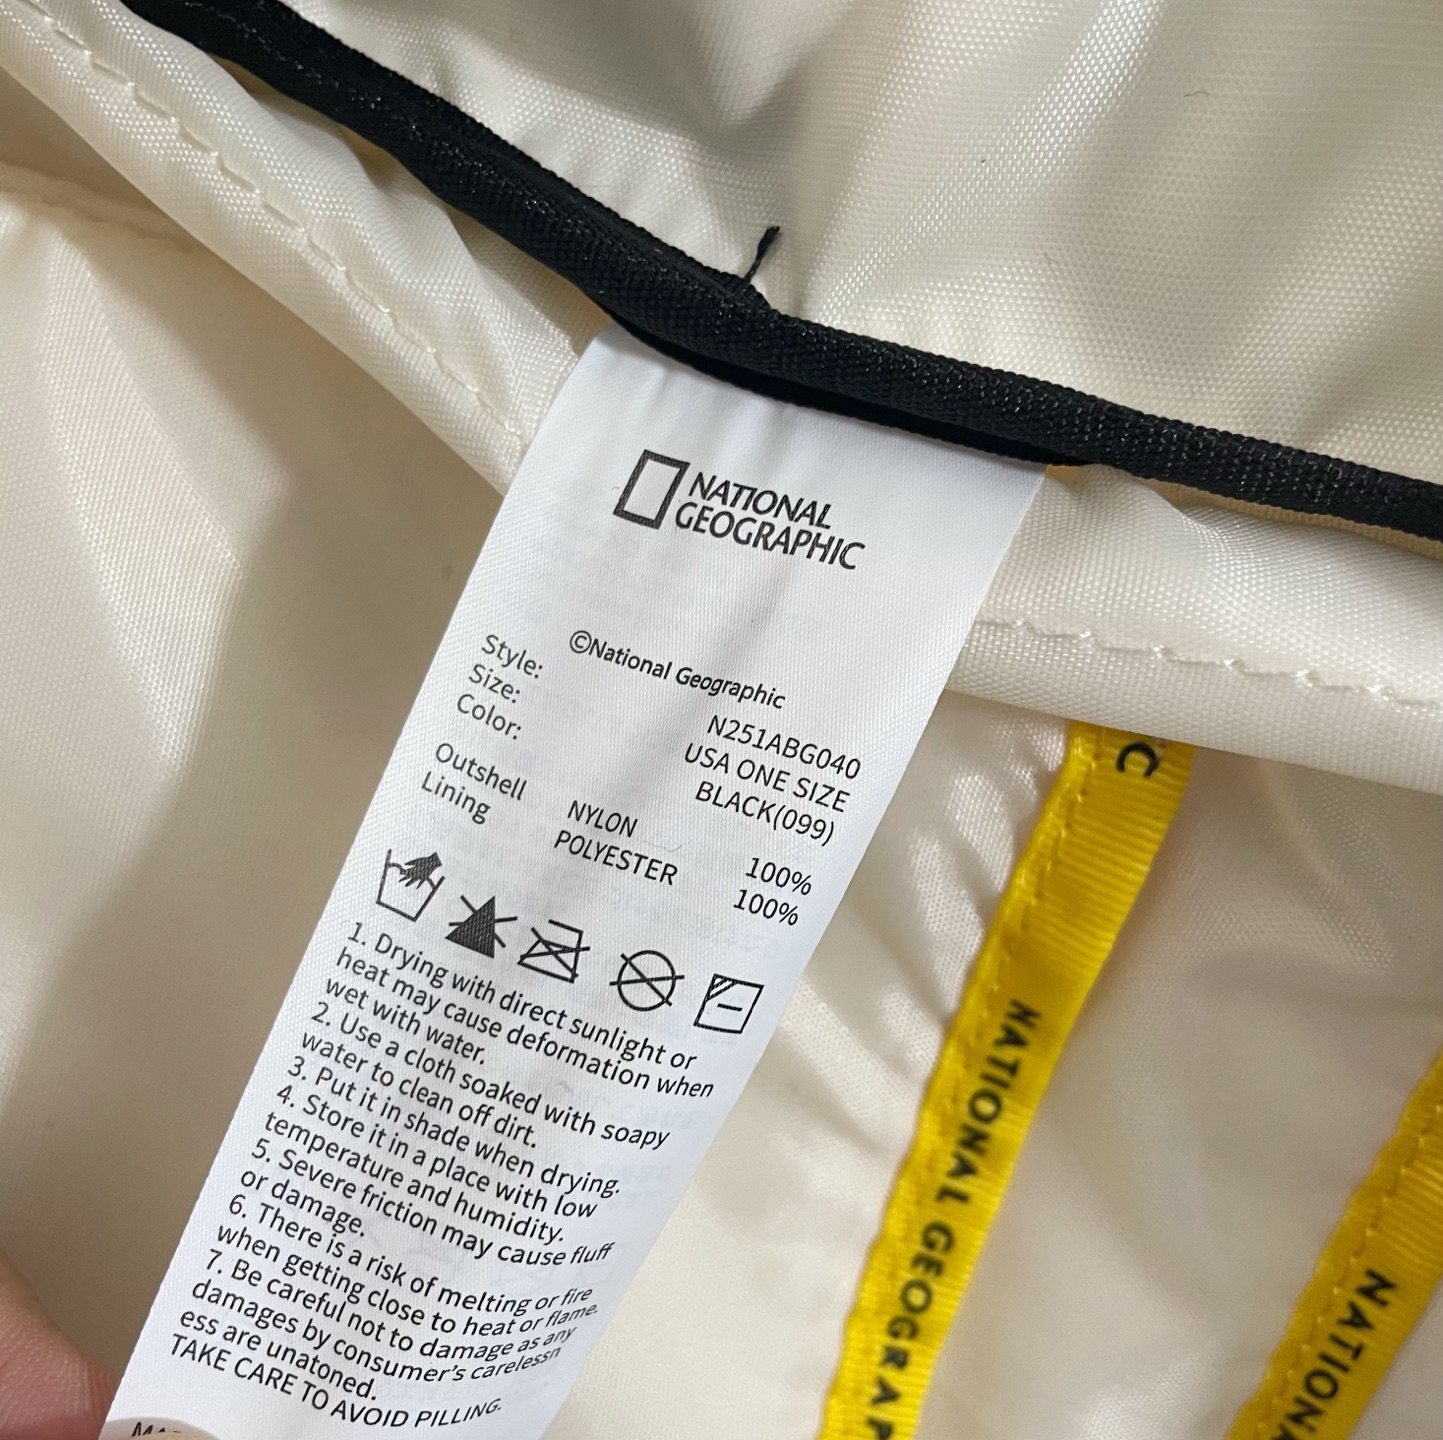 NATIONAL
GEOGRAPHIC
©National Geographic
Style: N251ABG040
Size: USA ONE SIZE
Color: BLACK(099)
Outshell NYLON 100%
Lining POLYESTER 100%
1. Drying with direct sunlight or
heat may cause deformation when
wet with water.
2. Use a cloth soaked with soapy
water to clean off dirt.
3. Put it in shade when drying.
4. Store it in a place with low
temperature and humidity.
5. Severe friction may cause fluff
or damage.
6. There is a risk of melting or fire
when getting close to heat or flame.
7. Be careful not to damage as any
damages by consumer's carelessn
ess are unatoned.
TAKE CARE TO AVOID PILLING.
C
NATIONAL GEOGRAP
NATION